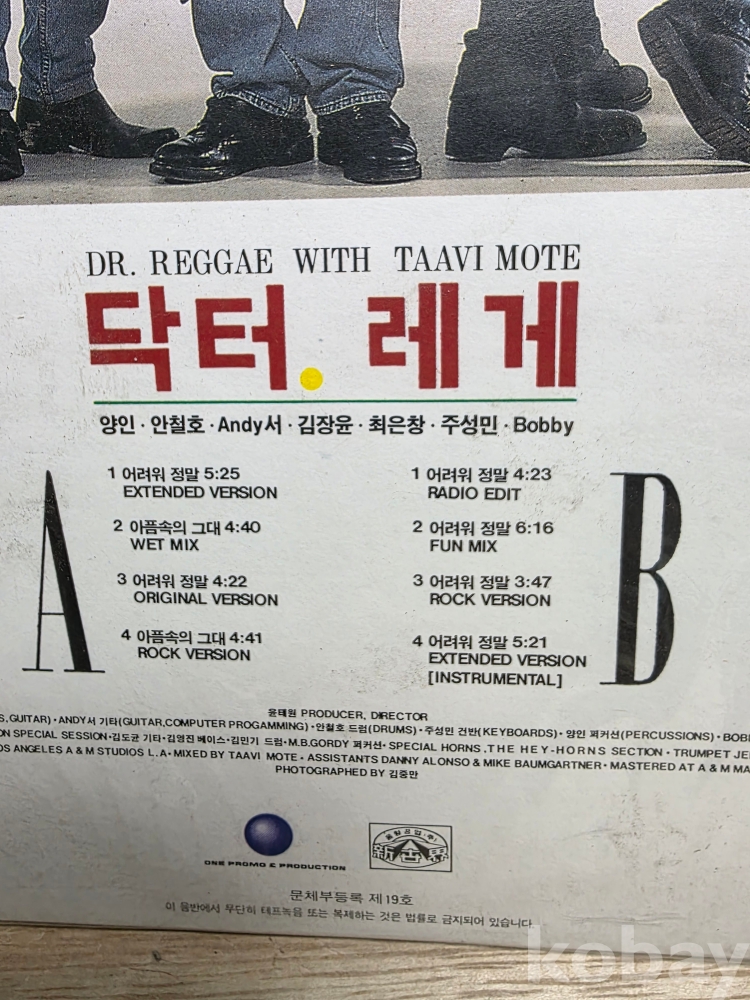 DR. REGGAE WITH TAAVI MOTE
닥터. 레게
양인·안철호·Andy서·김장윤·최은창·주성민·Bobby
A
1 어려워 정말 5:25
EXTENDED VERSION
2 아픔속의 그대 4:40
WET MIX
3 어려워 정말 4:22
ORIGINAL VERSION
4 아픔속의 그대 4:41
ROCK VERSION
B
1 어려워 정말 4:23
RADIO EDIT
2 어려워 정말 6:16
FUN MIX
3 어려워 정말 3:47
ROCK VERSION
4 어려워 정말 5:21
EXTENDED VERSION
[INSTRUMENTAL]
윤태원 PRODUCER, DIRECTOR
GUITAR)·ANDY서 기타(GUITAR,COMPUTER PROGAMMING)·안철호 드럼(DRUMS)·주성민 건반(KEYBOARDS)·양인 퍼커션(PERCUSSIONS)·BOBB
ON SPECIAL SESSION·김도균 기타·김영진 베이스·김민기 드럼·M.B.GORDY 퍼커션·SPECIAL HORNS.THE HEY-HORNS SECTION·TRUMPET JE
OS ANGELES A & M STUDIOS L.A·MIXED BY TAAVI MOTE·ASSISTANTS DANNY ALONSO & MIKE BAUMGARTNER·MASTERED AT A & M MA
PHOTOGRAPHED BY 김중만
ONE PROMO & PRODUCTION
문체부등록 제19호
이 음반에서 무단히 테프녹음 또는 복제하는 것은 법률로 금지되어 있습니다
kobay